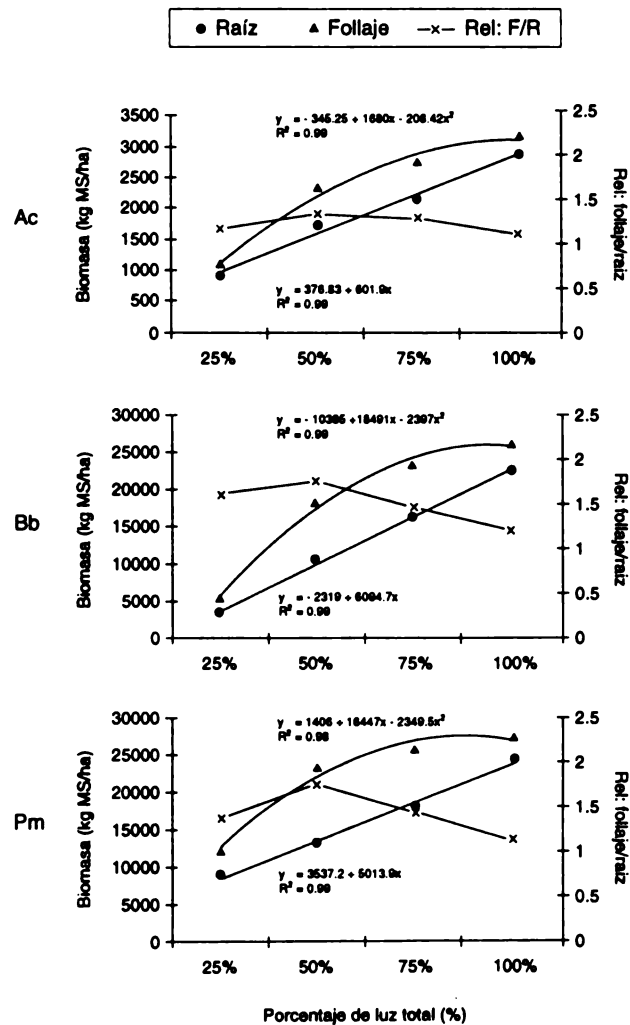 Raíz Follaje Rel: F/R
Ac
Biomasa (kg MS/ha)
3500
3000
2500
2000
1500
1000
500
0
y = - 345.25 + 1680x - 208.42x²
R² = 0.99
y = 376.83 + 601.9x
R² = 0.99
2.5
2
1.5
1
0.5
0
Rel: follaje/raiz
25% 50% 75% 100%
Bb
Biomasa (kg MS/ha)
30000
25000
20000
15000
10000
5000
0
y = - 10385 +18491x - 2397x²
R² = 0.99
y = - 2319 + 6094.7x
R² = 0.99
2.5
2
1.5
1
0.5
0
Rel: follaje/raiz
25% 50% 75% 100%
Pm
Biomasa (kg MS/ha)
30000
25000
20000
15000
10000
5000
0
y = 1406 + 16447x - 2349.5x²
R² = 0.98
y = 3537.2 + 5013.9x
R² = 0.99
2.5
2
1.5
1
0.5
0
Rel: follaje/raiz
25% 50% 75% 100%
Porcentaje de luz total (%)